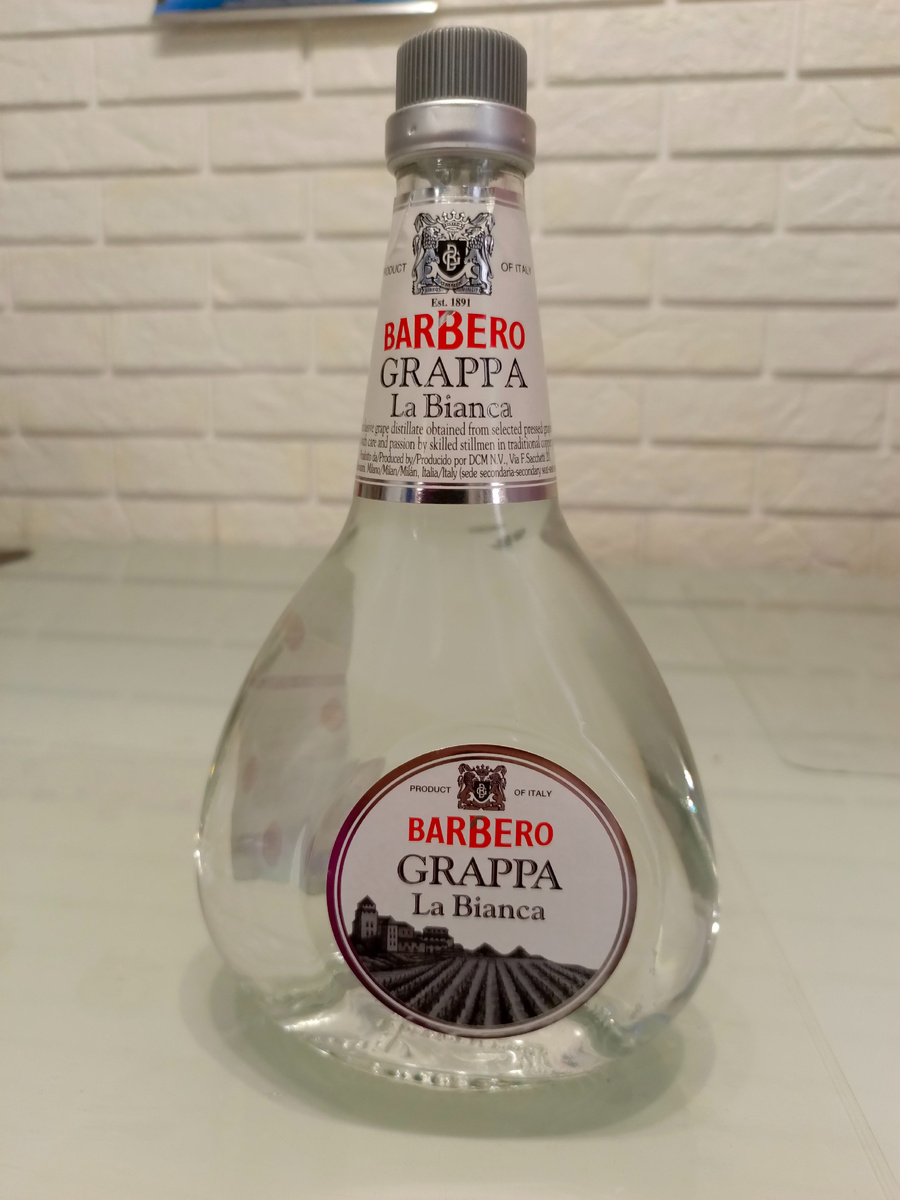 PRODUCT OF ITALY
Est. 1891
BARBERO
GRAPPA
La Bianca
grape distillate obtained from selected pressed
care and passion by skilled stillmen in traditional
Prodotto da/Produced by/Producido por DCM N.V., Via F.Sacchetti 20,
Milano/Milan/Milán, Italia/Italy (sede secondaria-secondary
PRODUCT OF ITALY
BARBERO
GRAPPA
La Bianca